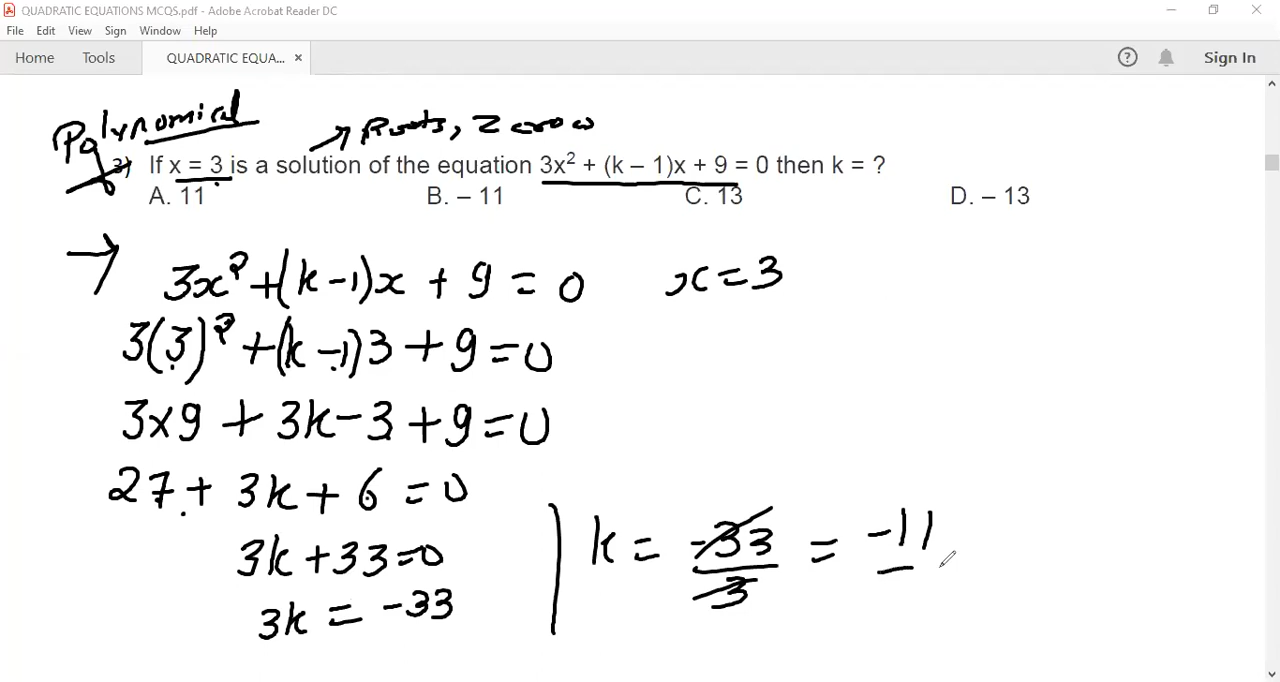 QUADRATIC EQUATIONS MCQS.pdf - Adobe Acrobat Reader DC
File Edit View Sign Window Help
Home Tools QUADRATIC EQUA... × Sign In
Polynomical
→ Roots, Zeroes
3) If x = 3 is a solution of the equation 3x² + (k – 1)x + 9 = 0 then k = ?
A. 11 B. – 11 C. 13 D. – 13
→ 3x² + (k - 1)x + 9 = 0 x = 3
3(3)² + (k - 1)3 + 9 = 0
3x9 + 3k - 3 + 9 = 0
27 + 3k + 6 = 0
3k + 33 = 0
3k = -33
k = -33/3 = -11